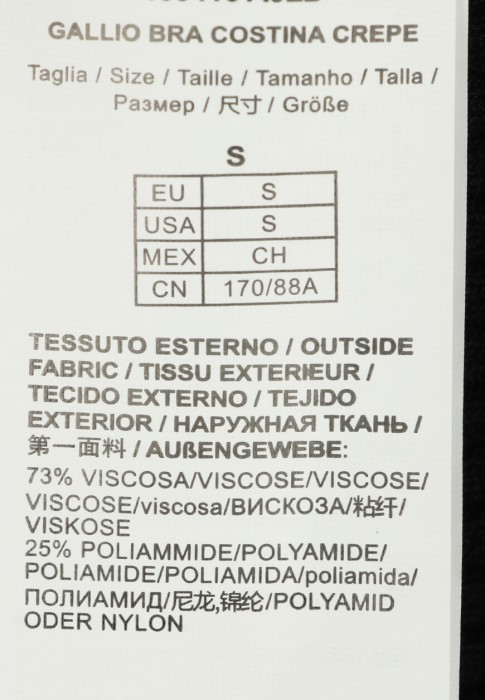 GALLIO BRA COSTINA CREPE
Taglia / Size / Taille / Tamanho / Talla /
Размер / 尺寸 / Größe
S
EU S
USA S
MEX CH
CN 170/88A
TESSUTO ESTERNO / OUTSIDE
FABRIC / TISSU EXTERIEUR /
TECIDO EXTERNO / TEJIDO
EXTERIOR / НАРУЖНАЯ ТКАНЬ /
第一面料 / AUßENGEWEBE:
73% VISCOSA/VISCOSE/VISCOSE/
VISCOSE/viscosa/ВИСКОЗА/粘纤/
VISKOSE
25% POLIAMMIDE/POLYAMIDE/
POLIAMIDE/POLIAMIDA/poliamida/
ПОЛИАМИД/尼龙,锦纶/POLYAMID
ODER NYLON